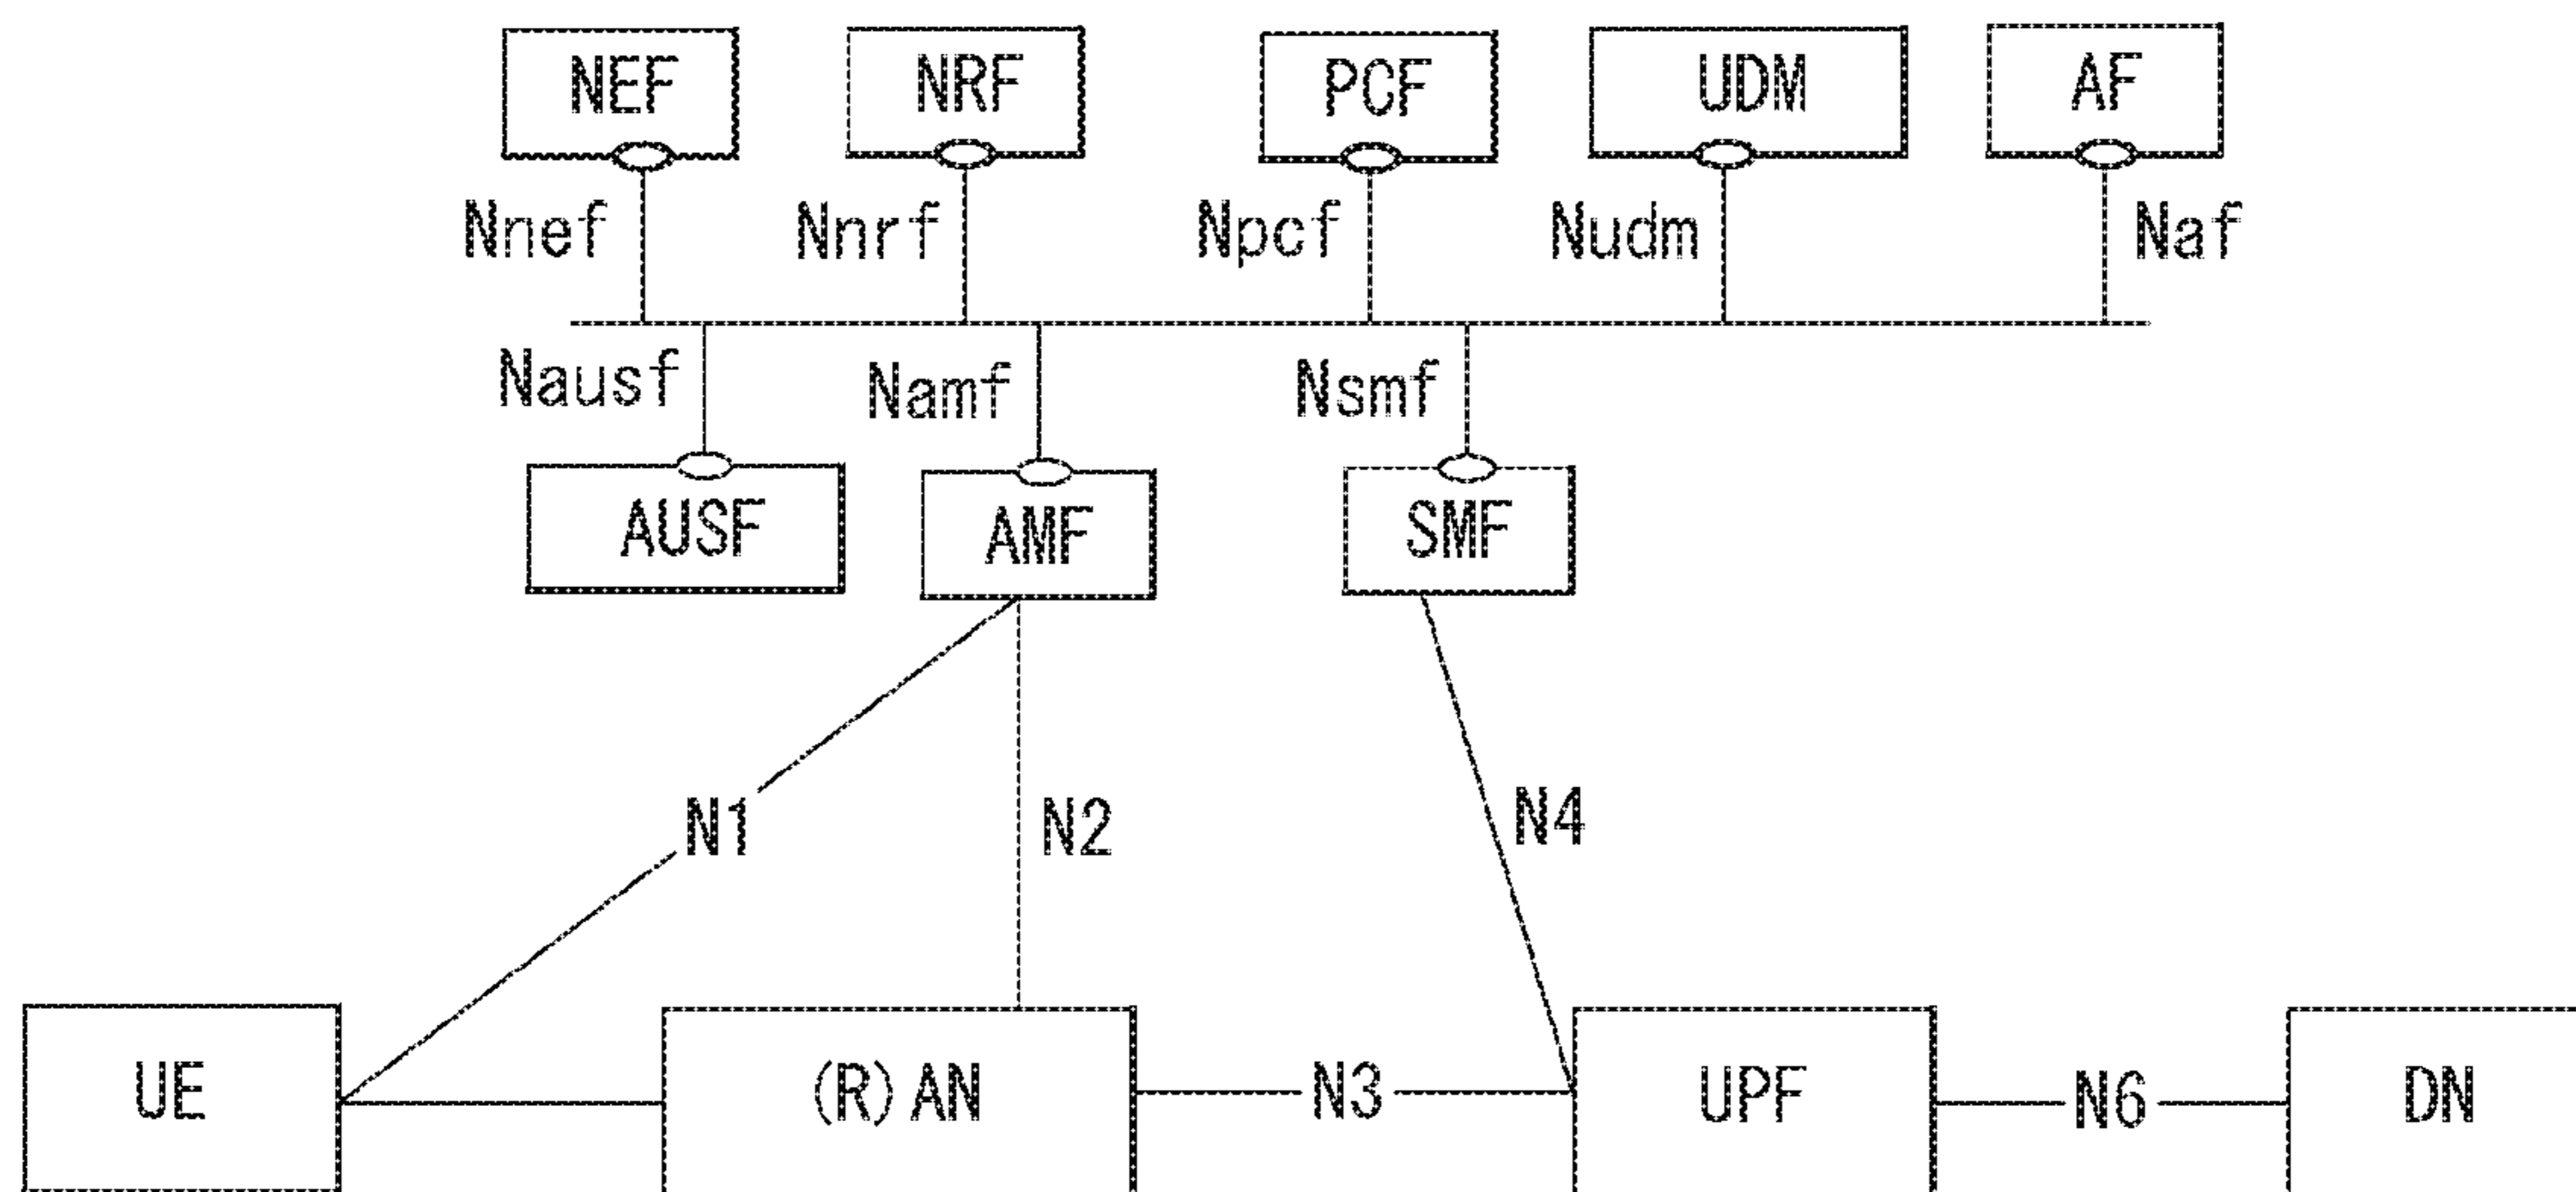 NEF NRF PCF UDM AF
Nnef Nnrf Npcf Nudm Naf
Nausf Namf Nsmf
AUSF AMF SMF
N1 N2 N4
UE (R)AN N3 UPF N6 DN